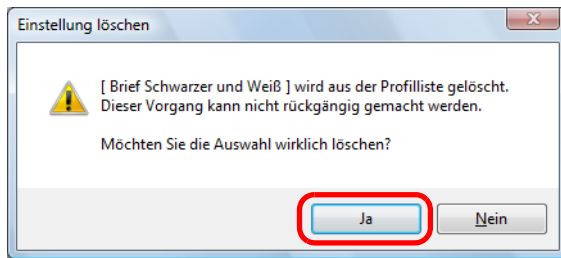 Einstellung löschen
[ Brief Schwarzer und Weiß ] wird aus der Profilliste gelöscht.
Dieser Vorgang kann nicht rückgängig gemacht werden.
Möchten Sie die Auswahl wirklich löschen?
Ja
Nein